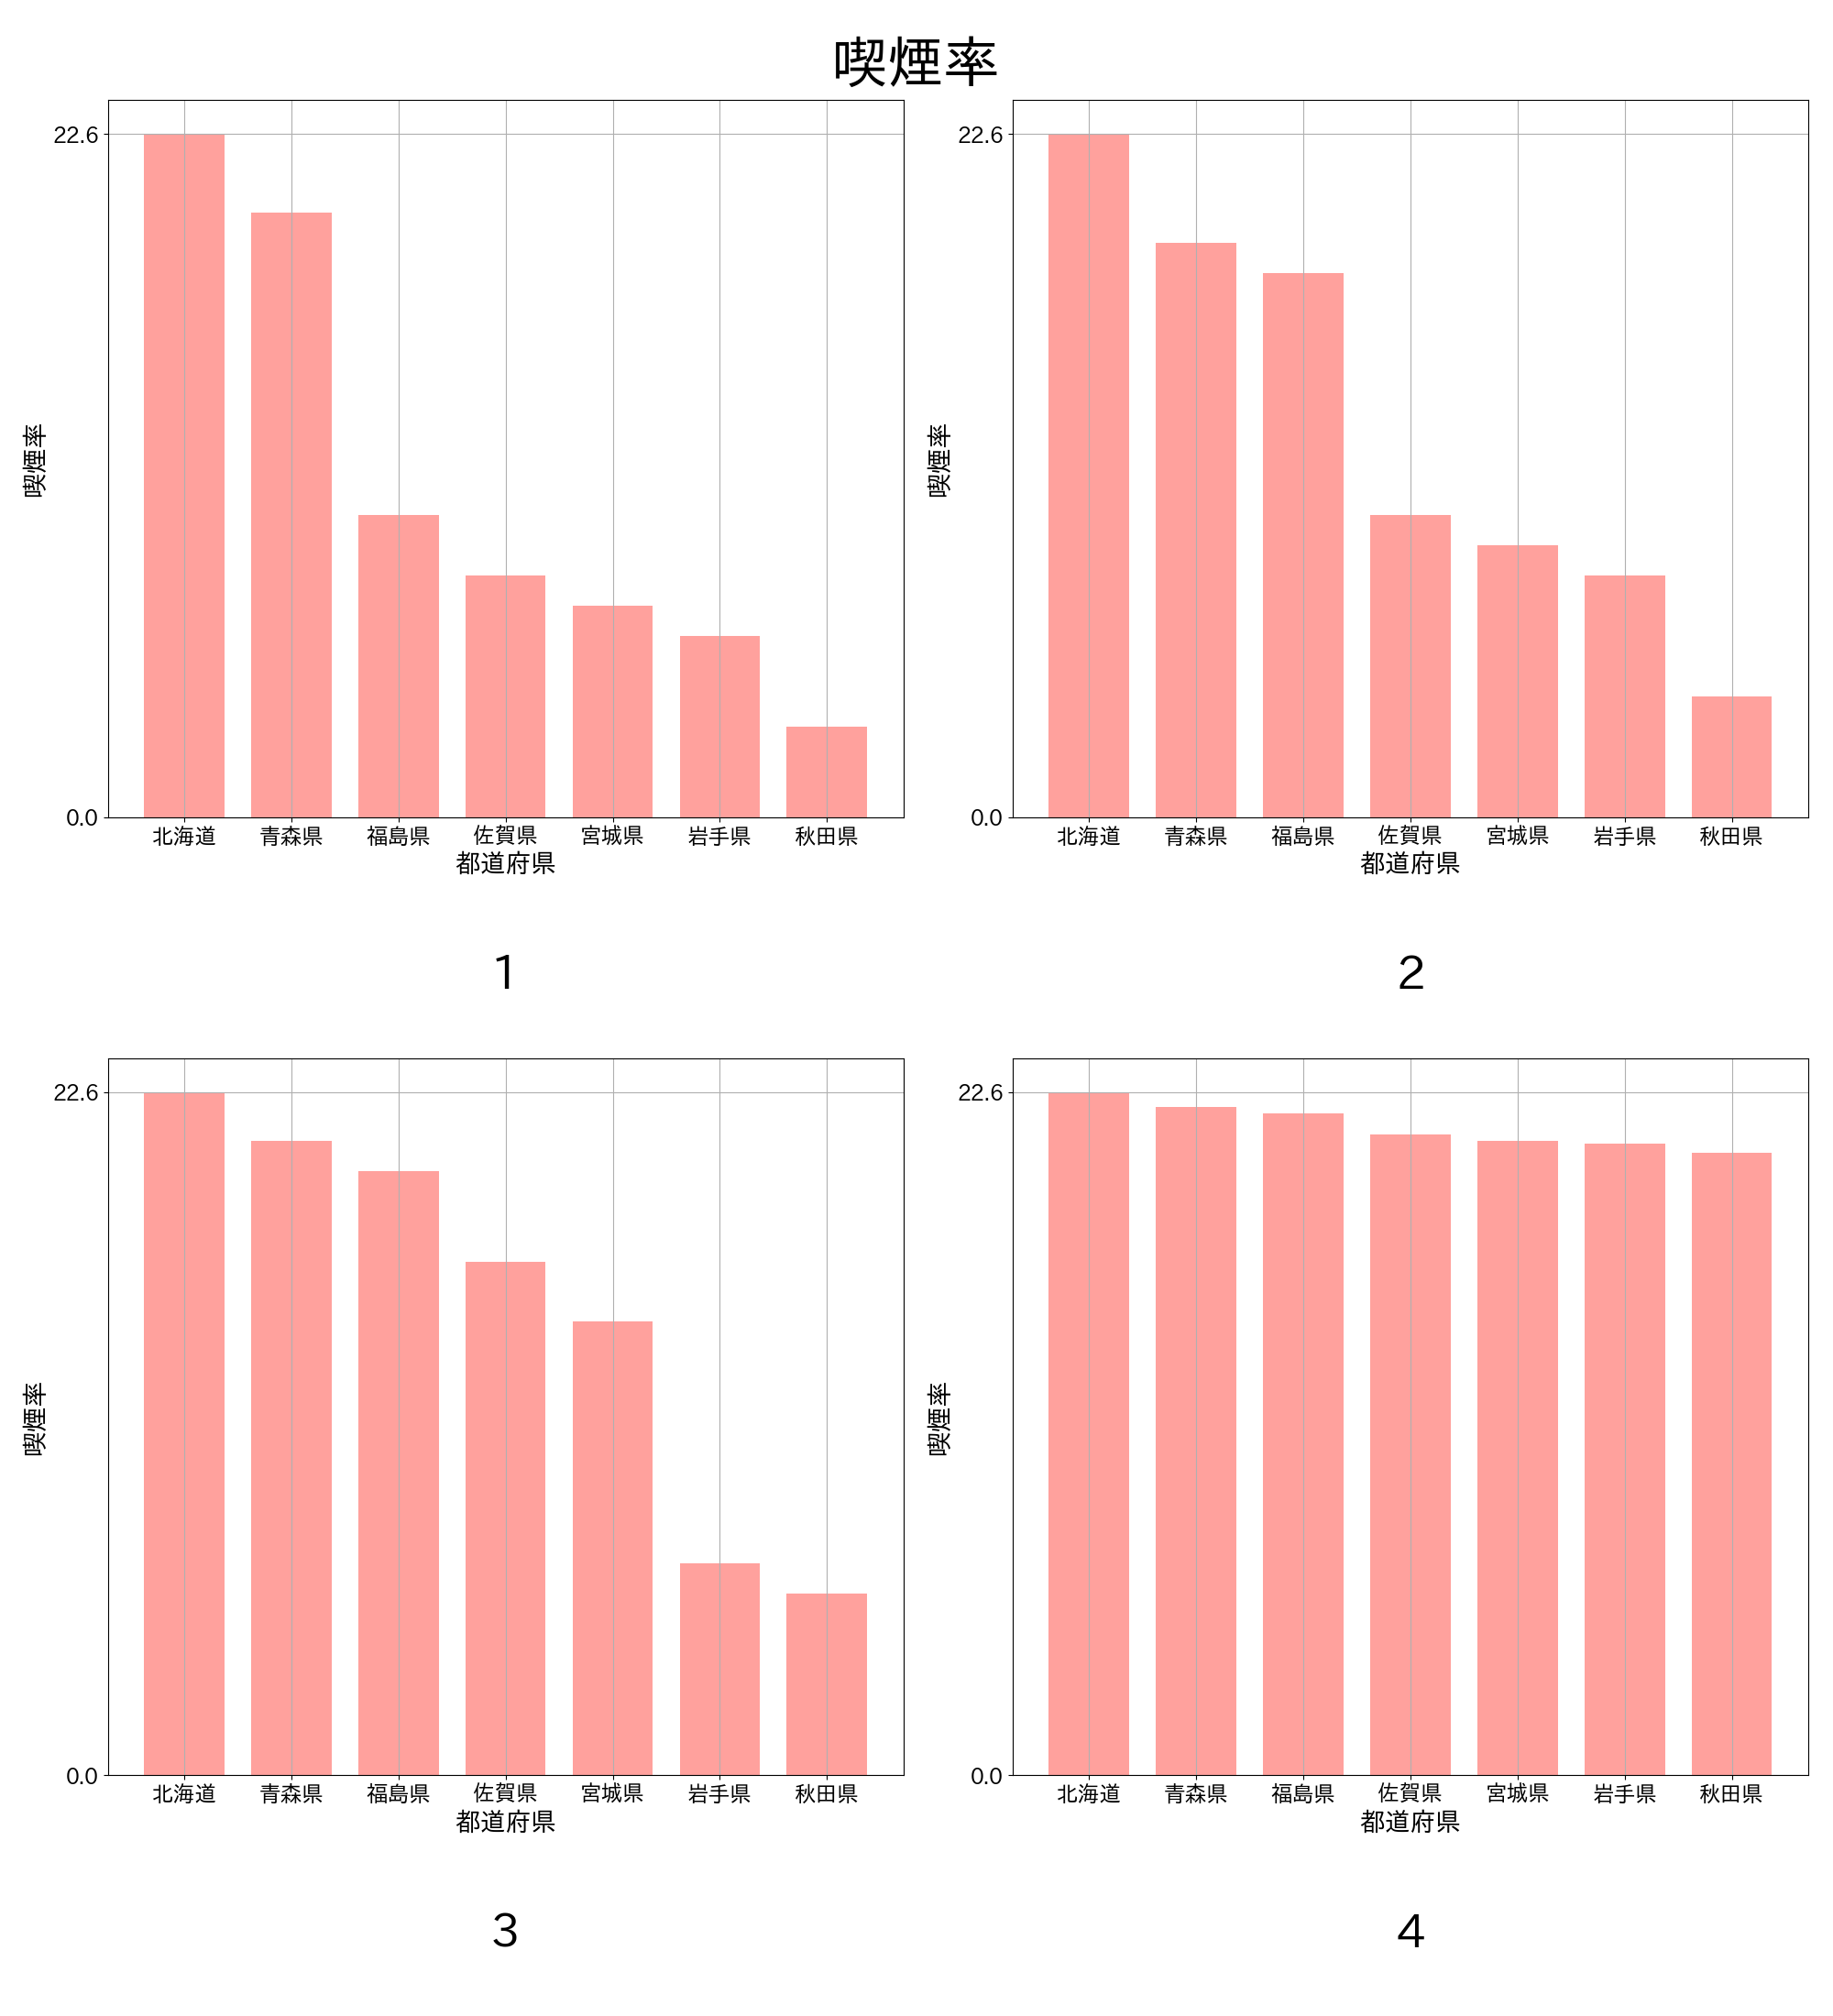 喫煙率
喫煙率
22.6
0.0
北海道 青森県 福島県 佐賀県 宮城県 岩手県 秋田県
都道府県
1
喫煙率
22.6
0.0
北海道 青森県 福島県 佐賀県 宮城県 岩手県 秋田県
都道府県
2
喫煙率
22.6
0.0
北海道 青森県 福島県 佐賀県 宮城県 岩手県 秋田県
都道府県
3
喫煙率
22.6
0.0
北海道 青森県 福島県 佐賀県 宮城県 岩手県 秋田県
都道府県
4